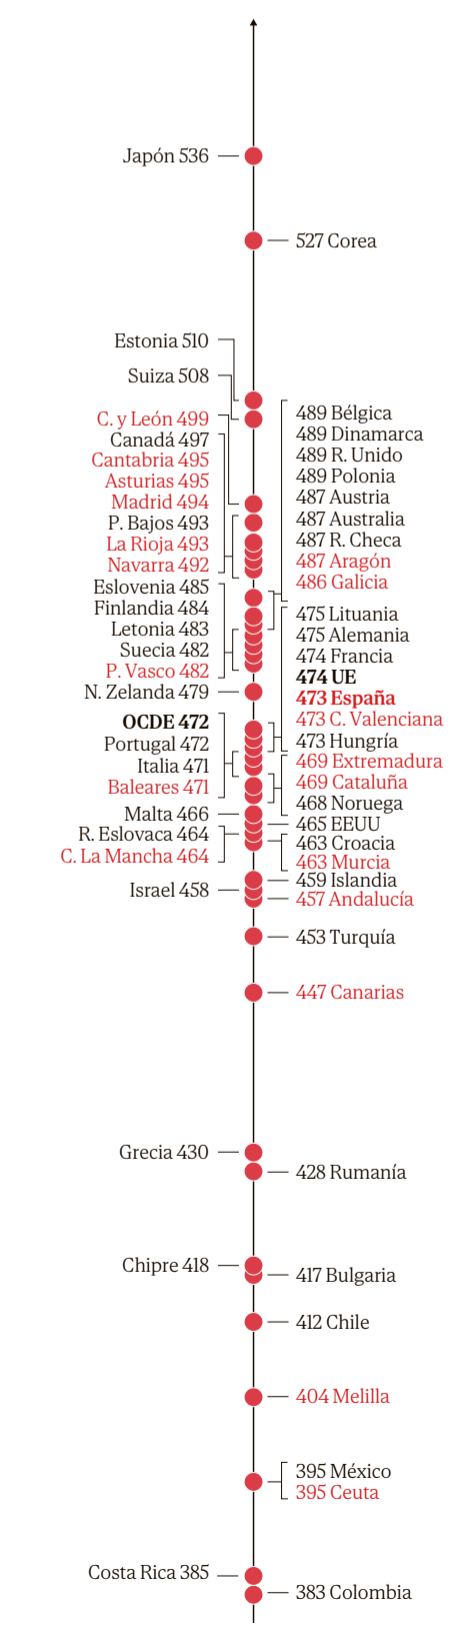 Japón 536
527 Corea
Estonia 510
Suiza 508
C. y León 499
Canadá 497
Cantabria 495
Asturias 495
Madrid 494
P. Bajos 493
La Rioja 493
Navarra 492
489 Bélgica
489 Dinamarca
489 R. Unido
489 Polonia
487 Austria
487 Australia
487 R. Checa
487 Aragón
486 Galicia
Eslovenia 485
Finlandia 484
Letonia 483
Suecia 482
P. Vasco 482
N. Zelanda 479
475 Lituania
475 Alemania
474 Francia
474 UE
473 España
473 C. Valenciana
473 Hungría
OCDE 472
Portugal 472
Italia 471
Baleares 471
469 Extremadura
469 Cataluña
468 Noruega
Malta 466
465 EEUU
R. Eslovaca 464
C. La Mancha 464
463 Croacia
463 Murcia
459 Islandia
Israel 458
457 Andalucía
453 Turquía
447 Canarias
Grecia 430
428 Rumanía
Chipre 418
417 Bulgaria
412 Chile
404 Melilla
395 México
395 Ceuta
Costa Rica 385
383 Colombia